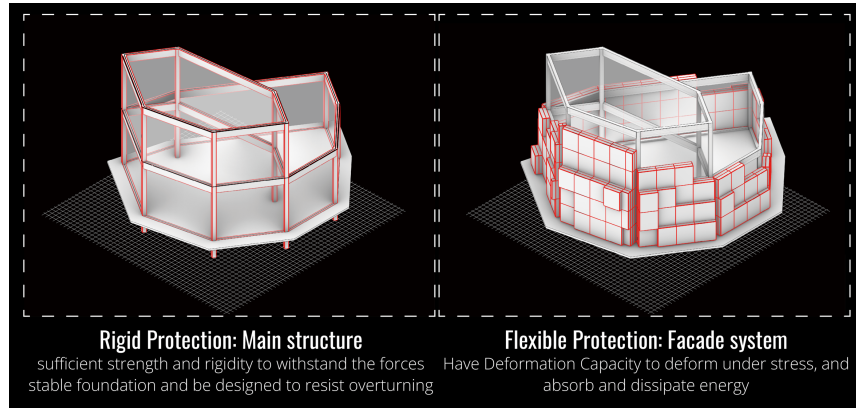 Rigid Protection: Main structure
sufficient strength and rigidity to withstand the forces
stable foundation and be designed to resist overturning
Flexible Protection: Facade system
Have Deformation Capacity to deform under stress, and
absorb and dissipate energy